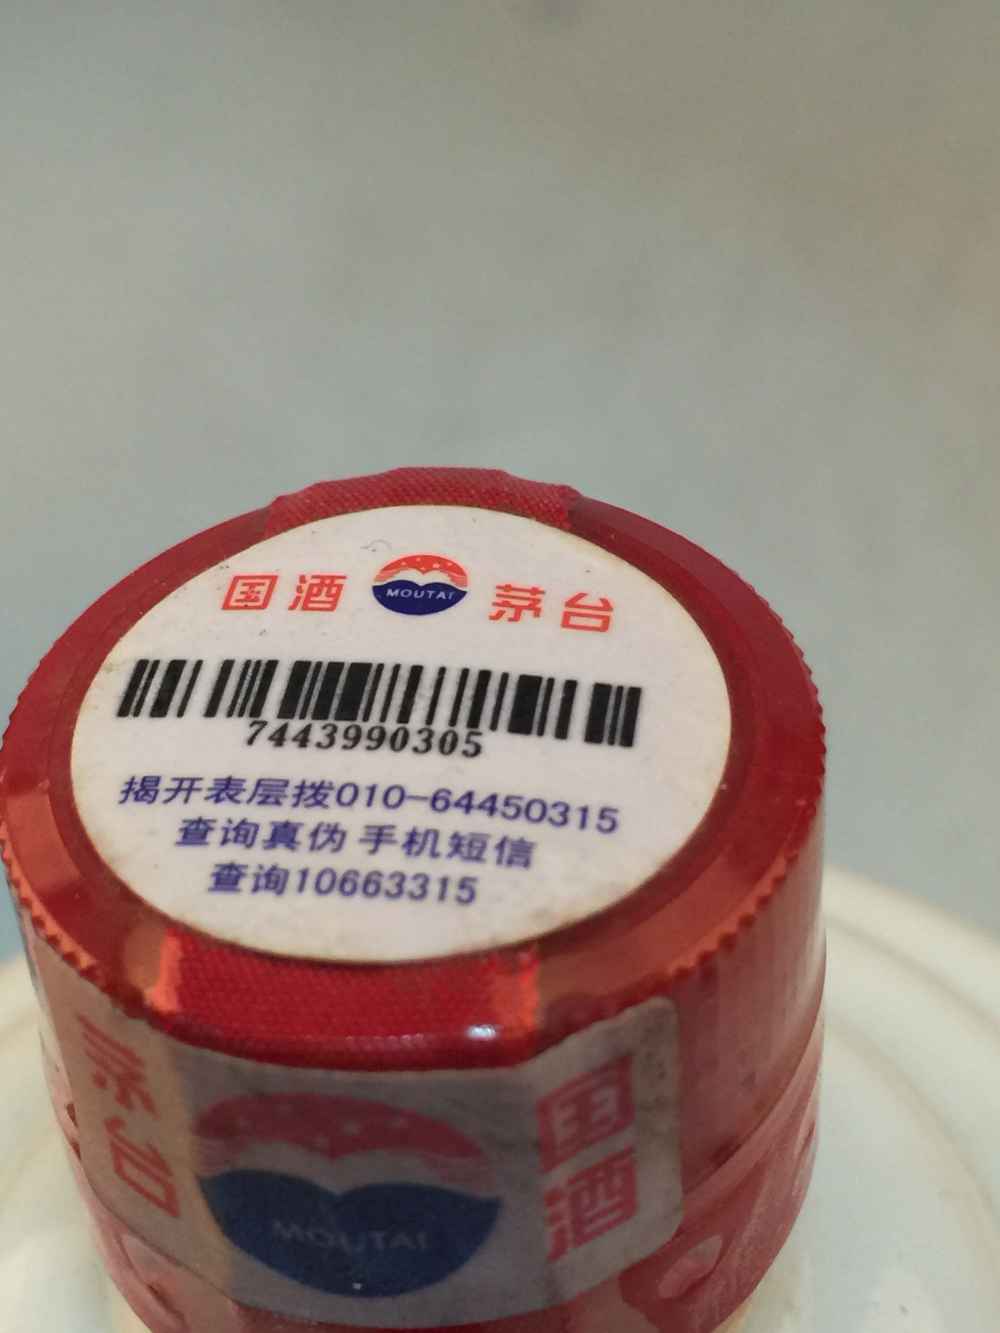 国酒 MOUTAI 茅台
7443990305
揭开表层拨010-64450315
查询真伪 手机短信
查询10663315
茅台 MOUTAI 国酒